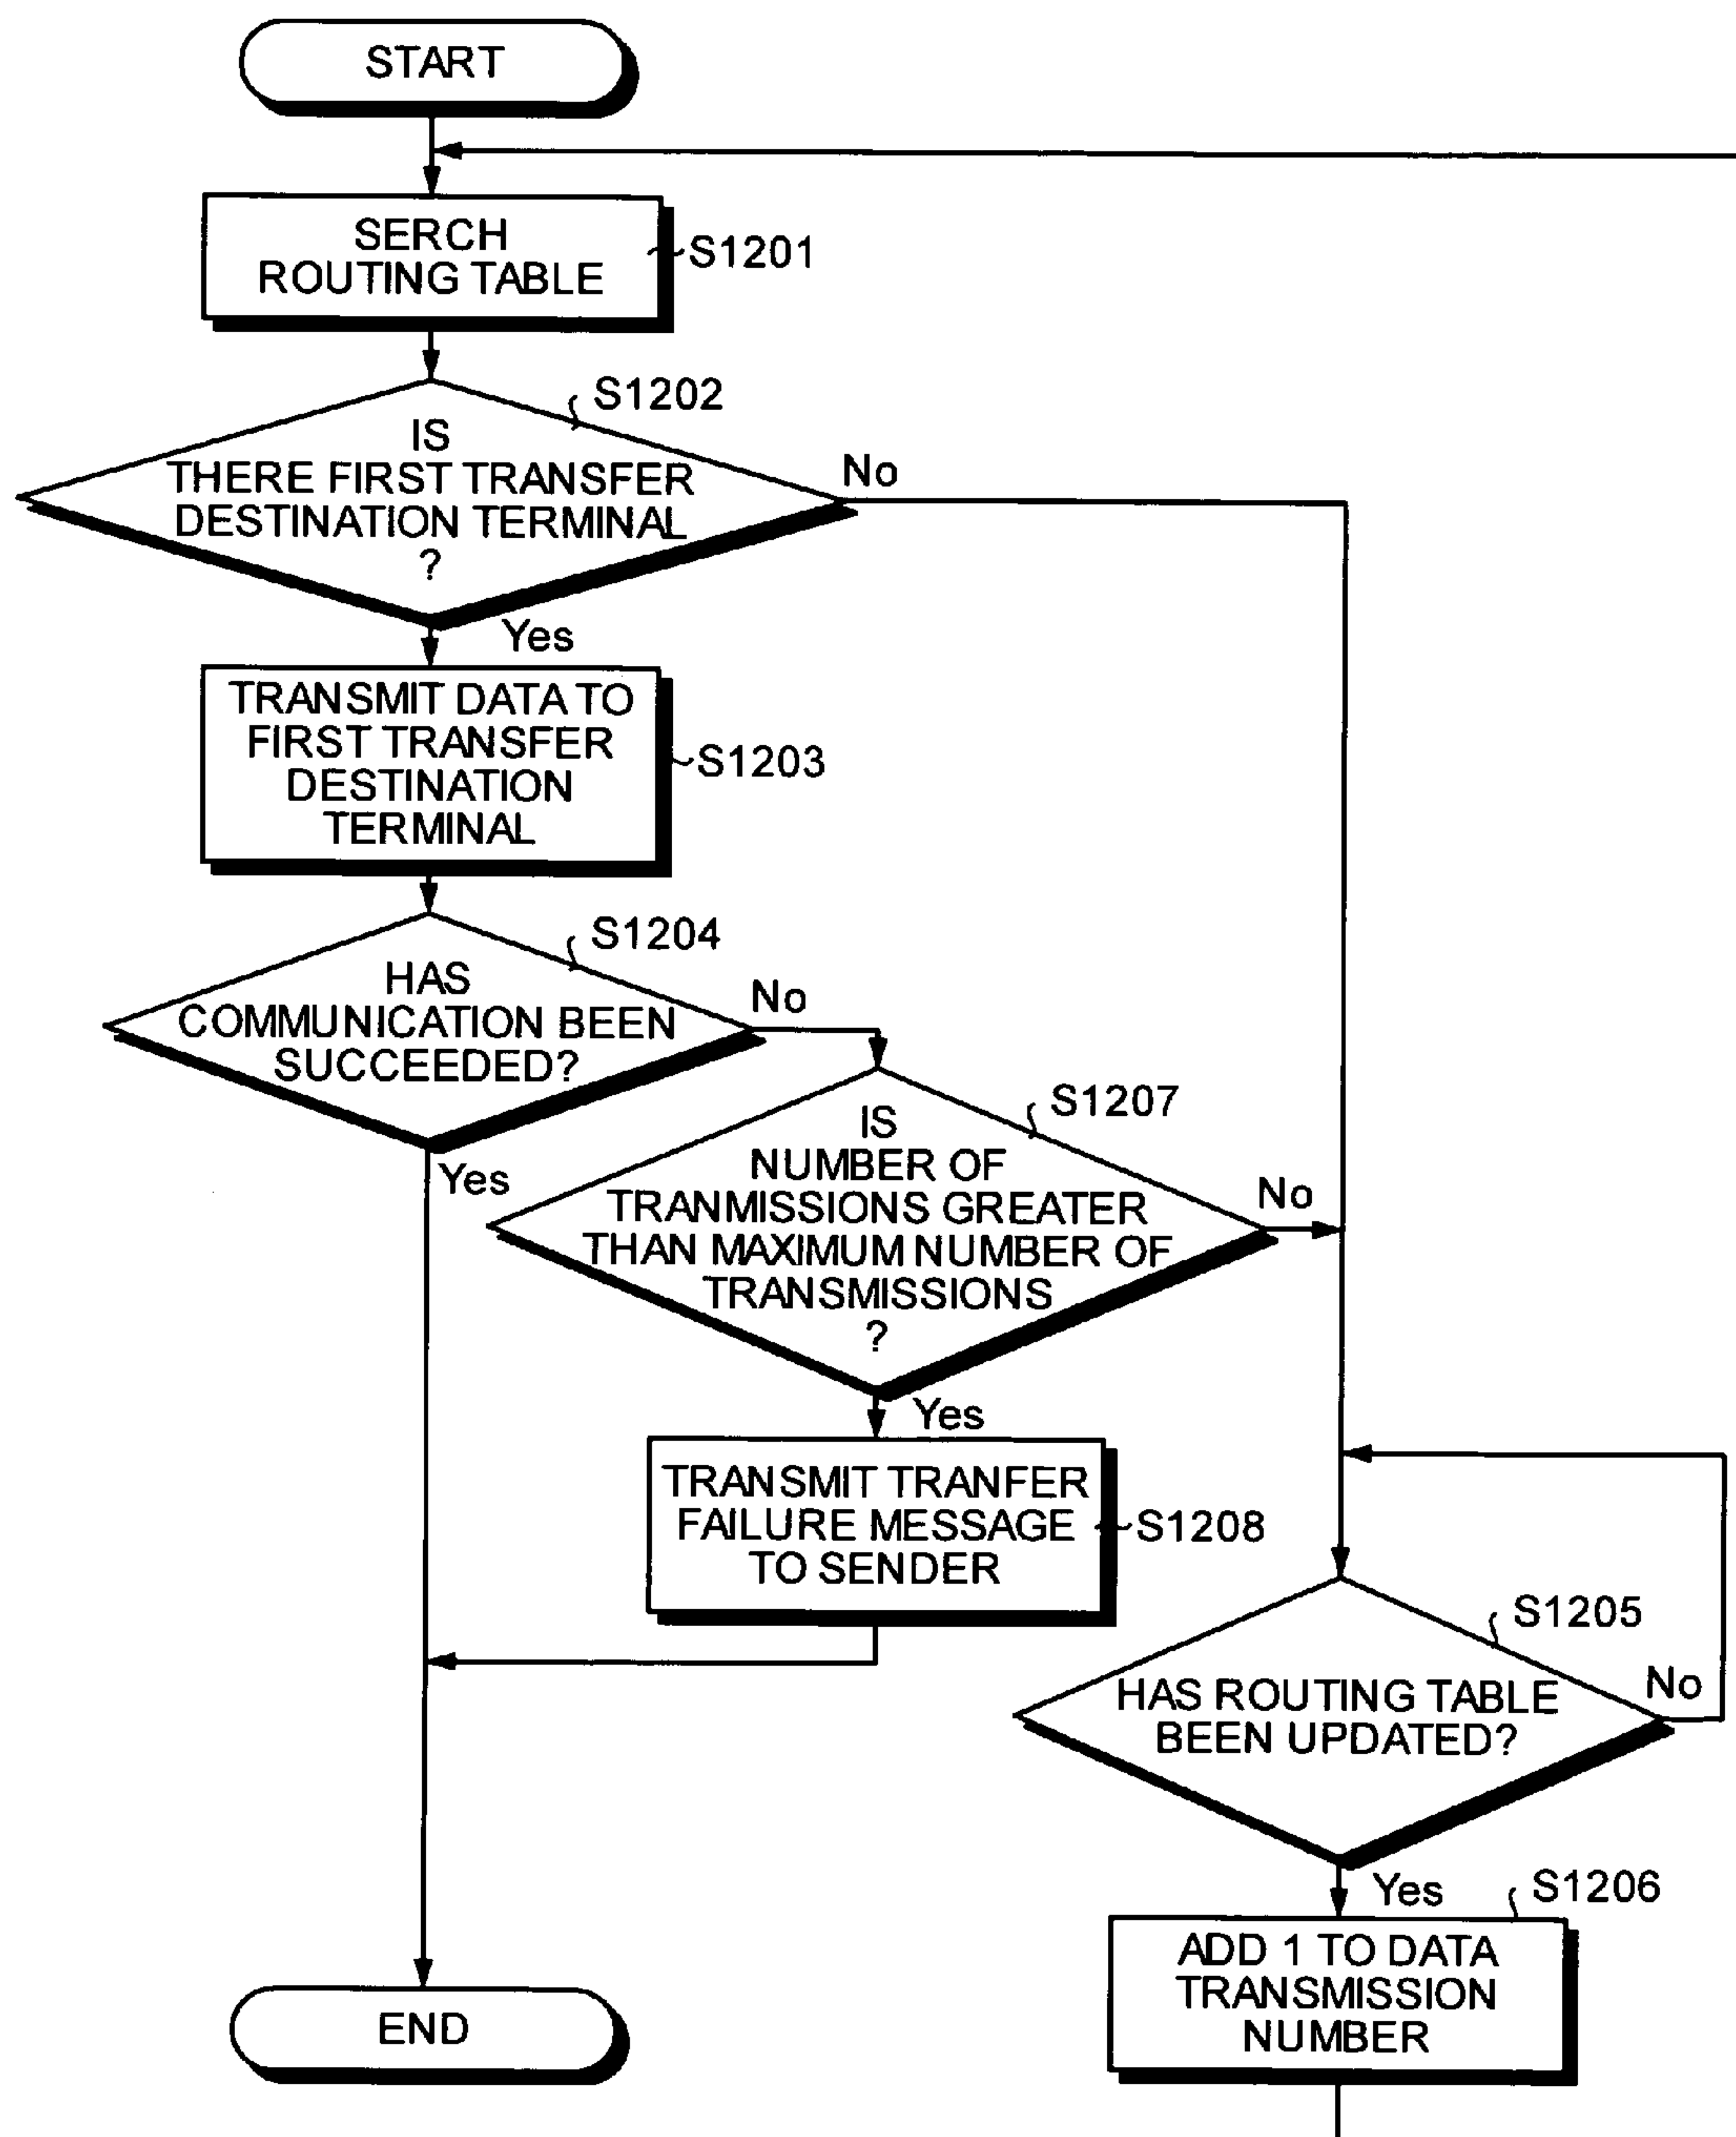 START
SERCH
ROUTING TABLE
S1201
S1202
IS
THERE FIRST TRANSFER
DESTINATION TERMINAL
?
No
Yes
TRANSMIT DATA TO
FIRST TRANSFER
DESTINATION
TERMINAL
S1203
S1204
HAS
COMMUNICATION BEEN
SUCCEEDED?
No
Yes
S1207
IS
NUMBER OF
TRANMISSIONS GREATER
THAN MAXIMUM NUMBER OF
TRANSMISSIONS
?
No
Yes
TRANSMIT TRANFER
FAILURE MESSAGE
TO SENDER
S1208
S1205
HAS ROUTING TABLE
BEEN UPDATED?
No
Yes
S1206
ADD 1 TO DATA
TRANSMISSION
NUMBER
END